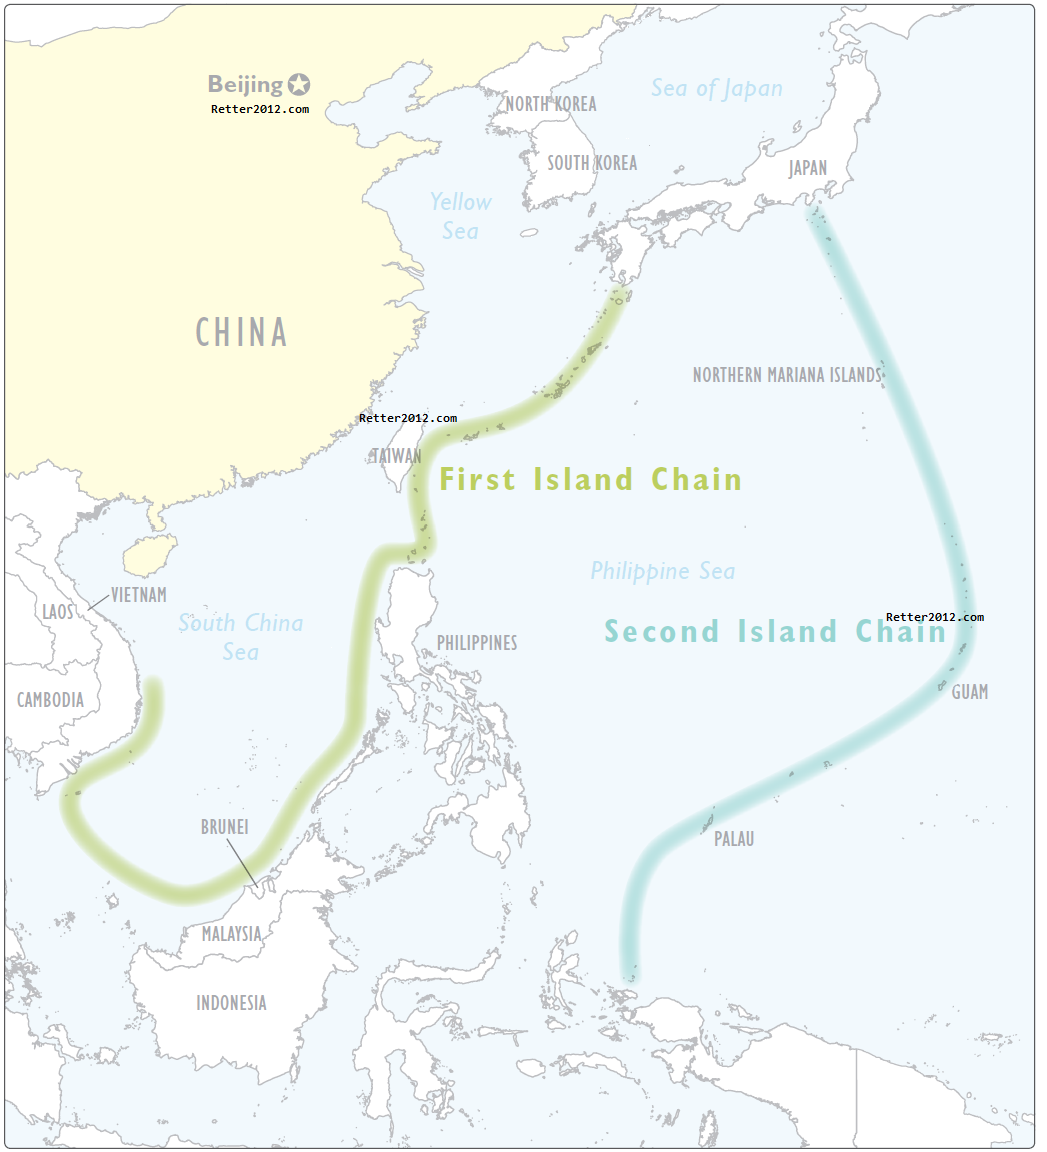 Beijing
Retter2012.com
Sea of Japan
NORTH KOREA
SOUTH KOREA
JAPAN
Yellow
Sea
CHINA
NORTHERN MARIANA ISLANDS
Retter2012.com
TAIWAN
First Island Chain
Philippine Sea
VIETNAM
LAOS
South China
Sea
Retter2012.com
Second Island Chain
PHILIPPINES
CAMBODIA
GUAM
BRUNEI
PALAU
MALAYSIA
INDONESIA